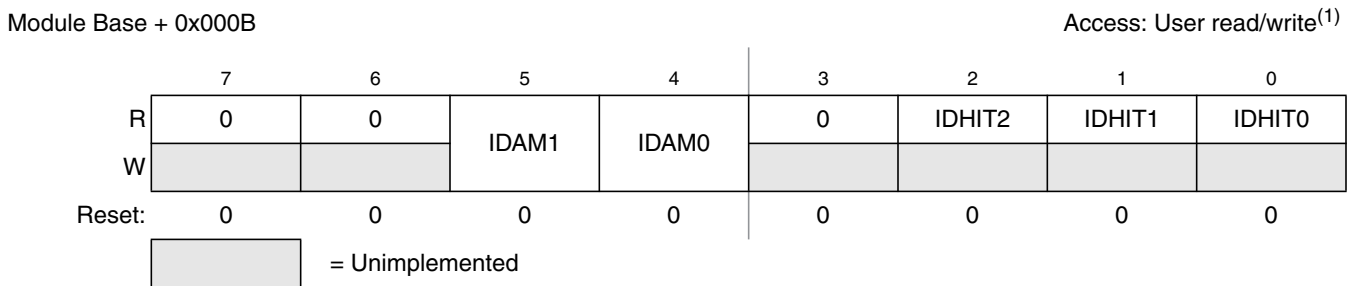 Module Base + 0x000B Access: User read/write(1)
7 6 5 4 3 2 1 0
R 0 0 IDAM1 IDAM0 0 IDHIT2 IDHIT1 IDHIT0
W
Reset: 0 0 0 0 0 0 0 0
= Unimplemented